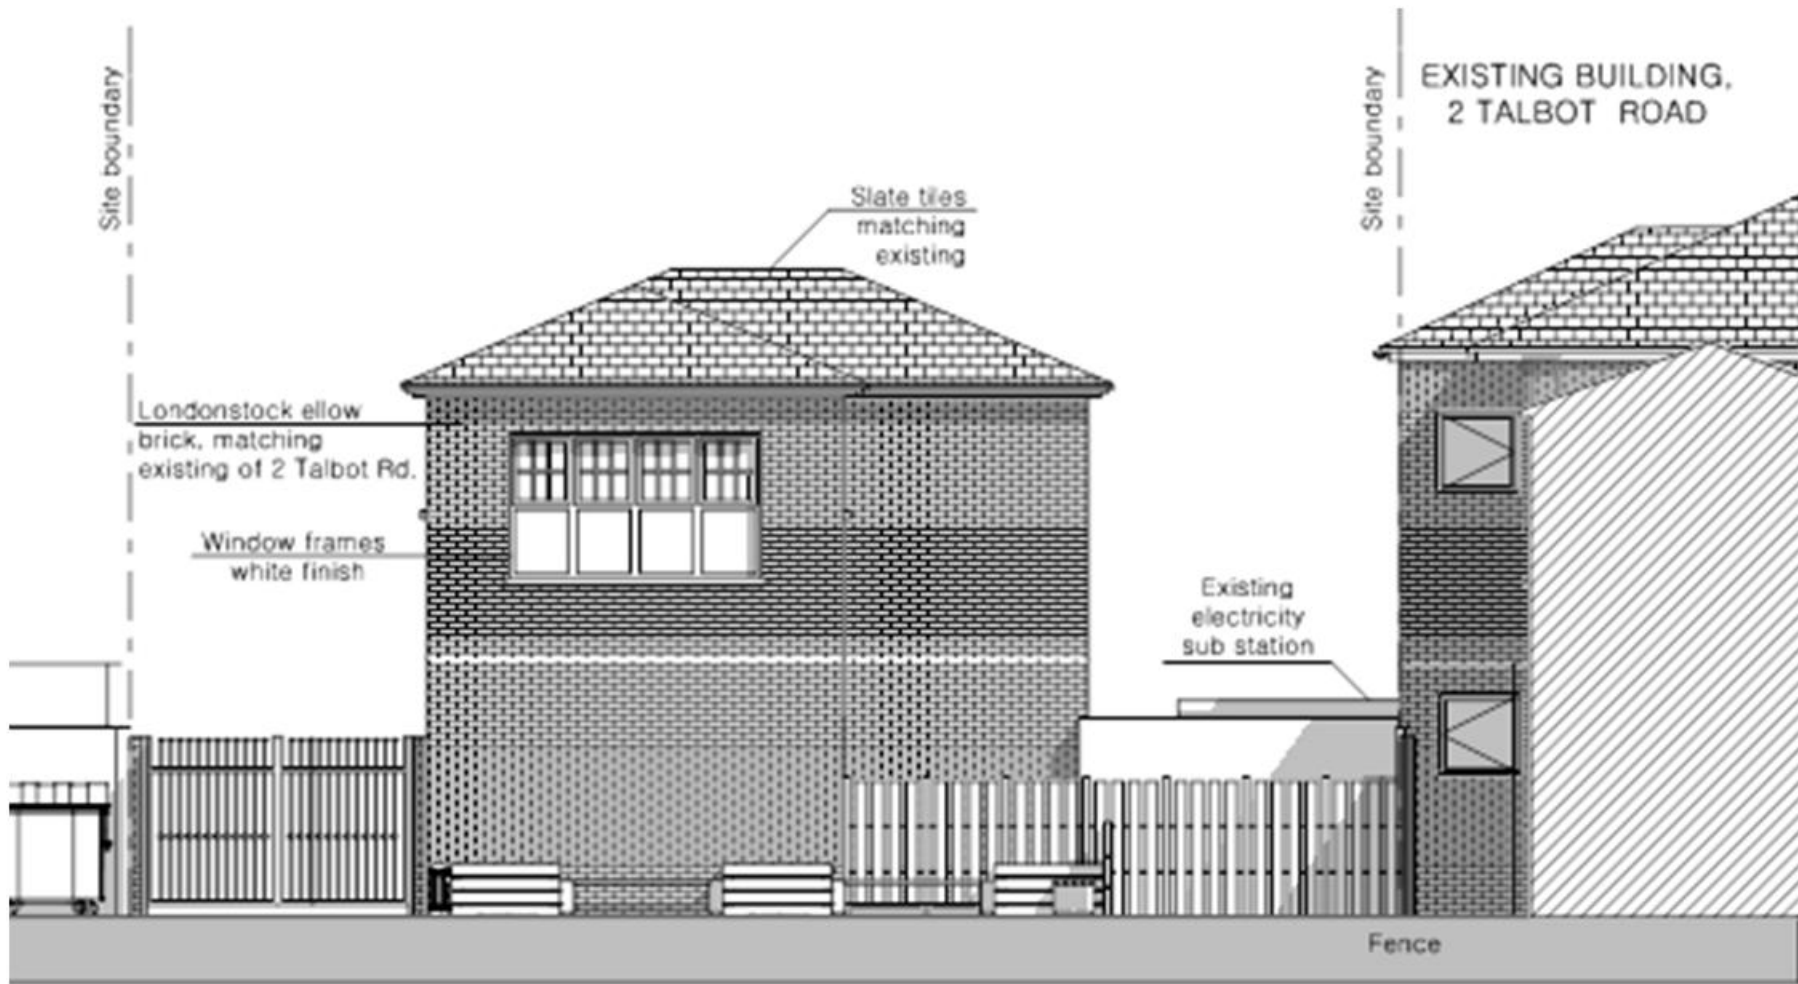 Site boundary
Site boundary
EXISTING BUILDING,
2 TALBOT ROAD
Slate tiles
matching
existing
Londonstock ellow
brick, matching
existing of 2 Talbot Rd.
Window frames
white finish
Existing
electricity
sub station
Fence